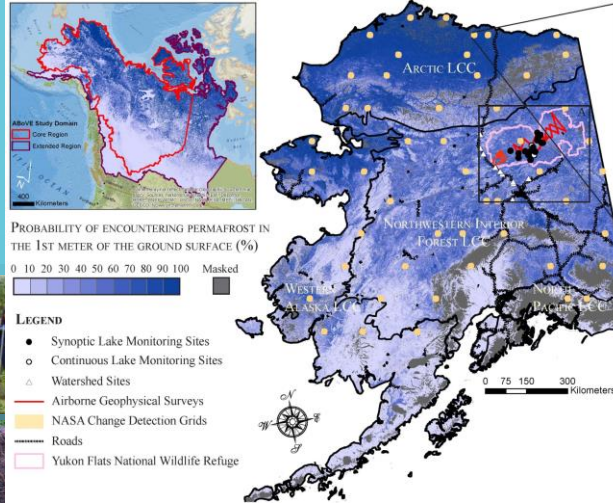 ABoVE Study Domain
Core Region
Extended Region
400
Kilometers
PROBABILITY OF ENCOUNTERING PERMAFROST IN
THE 1ST METER OF THE GROUND SURFACE (%)
0 10 20 30 40 50 60 70 80 90 100 Masked
LEGEND
Synoptic Lake Monitoring Sites
Continuous Lake Monitoring Sites
Watershed Sites
Airborne Geophysical Surveys
NASA Change Detection Grids
Roads
Yukon Flats National Wildlife Refuge
ARCTIC LCC
NORTHWESTERN INTERIOR
FOREST LCC
WESTERN
ALASKA LCC
NORTH
PACIFIC LCC
N
W E
S
0 75 150 300
Kilometers